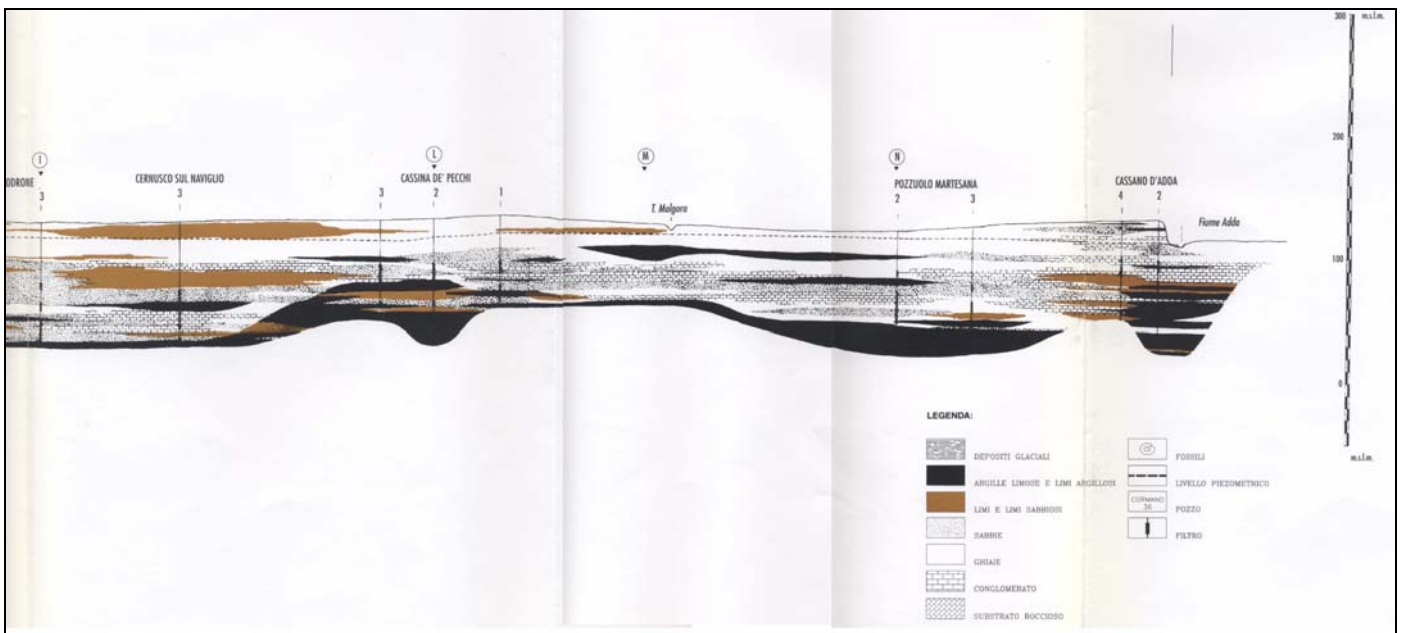 300 m.s.l.m.
200
I
L
M
N
ODRONE
CERNUSCO SUL NAVIGLIO
CASSINA DE' PECCHI
POZZUOLO MARTESANA
CASSANO D'ADDA
3
3
3
2
1
2
3
4
2
T. Molgora
Fiume Adda
100
0
m.s.l.m.
LEGENDA:
DEPOSITI GLACIALI
ARGILLE LIMOSE E LIMI ARGILLOSI
LIMI E LIMI SABBIOSI
SABBIE
GHIAIE
CONGLOMERATO
SUBSTRATO ROCCIOSO
FOSSILI
LIVELLO PIEZOMETRICO
CORMANO
36
POZZO
FILTRO